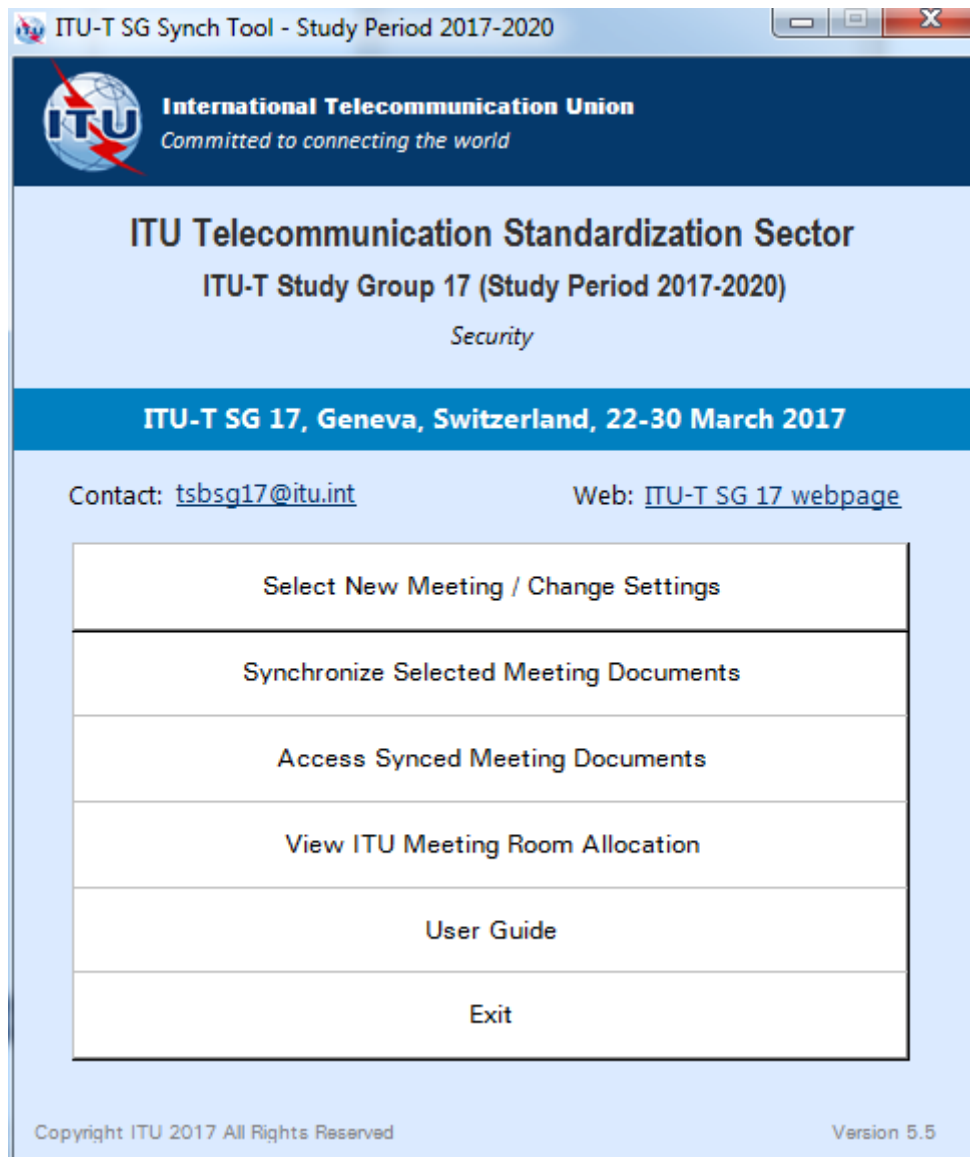 ITU-T SG Synch Tool - Study Period 2017-2020
ITU
International Telecommunication Union
Committed to connecting the world
ITU Telecommunication Standardization Sector
ITU-T Study Group 17 (Study Period 2017-2020)
Security
ITU-T SG 17, Geneva, Switzerland, 22-30 March 2017
Contact: tsbsg17@itu.int Web: ITU-T SG 17 webpage
Select New Meeting / Change Settings
Synchronize Selected Meeting Documents
Access Synced Meeting Documents
View ITU Meeting Room Allocation
User Guide
Exit
Copyright ITU 2017 All Rights Reserved Version 5.5